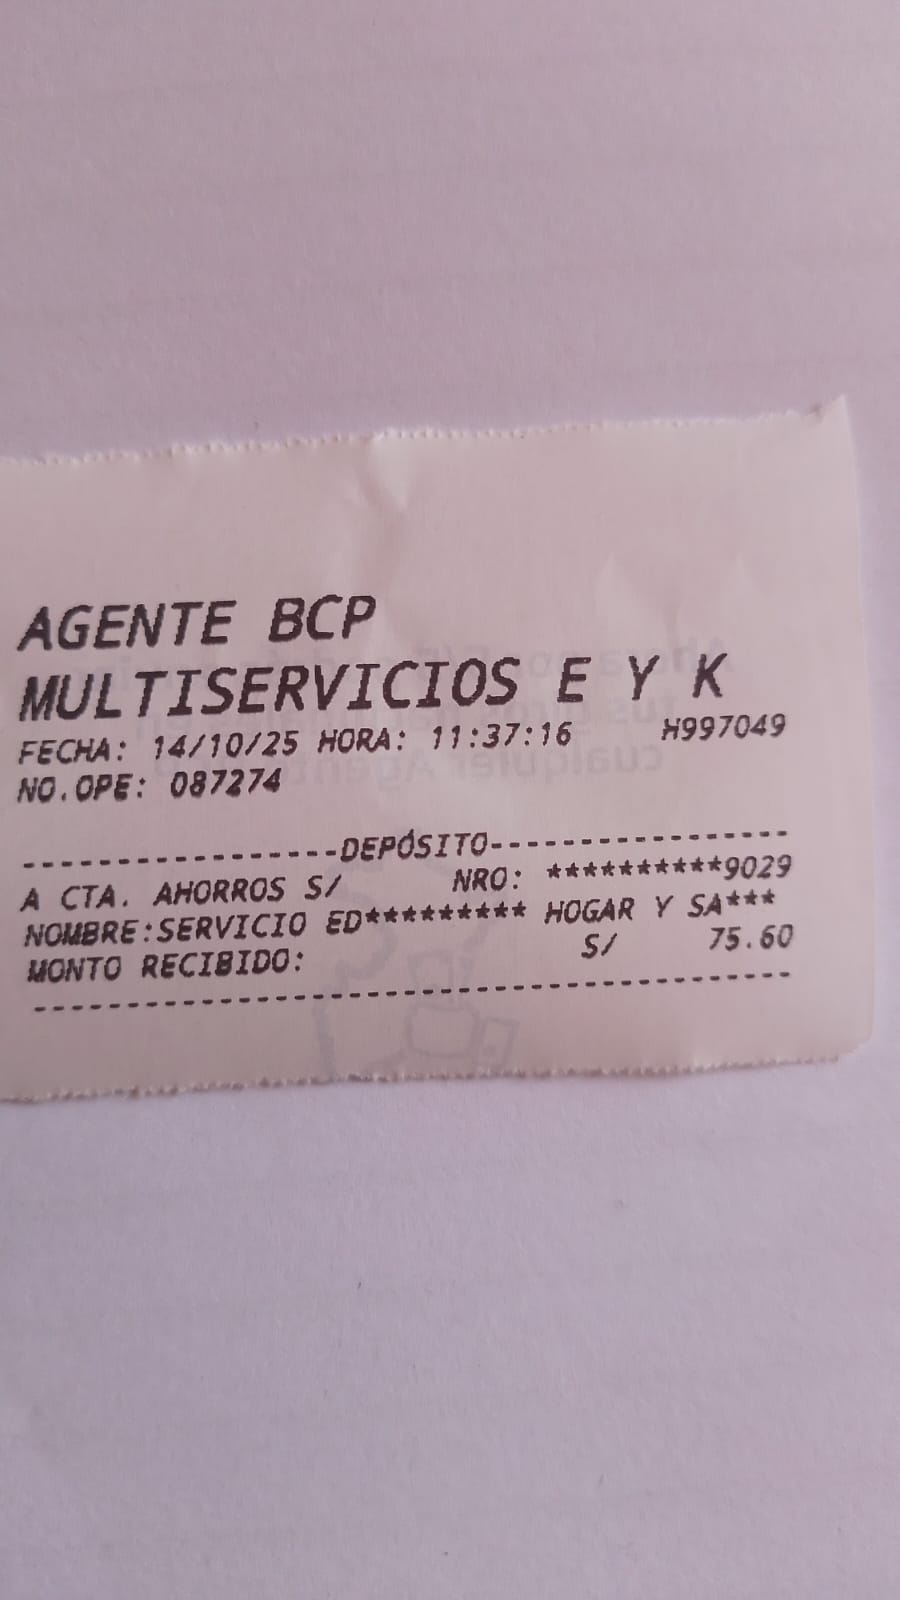 AGENTE BCP
MULTISERVICIOS E Y K
FECHA: 14/10/25 HORA: 11:37:16 H997049
NO.OPE: 087274
-----------------DEPÓSITO-----------------
A CTA. AHORROS S/ NRO: **********9029
NOMBRE:SERVICIO ED********* HOGAR Y SA***
MONTO RECIBIDO: S/ 75.60
------------------------------------------